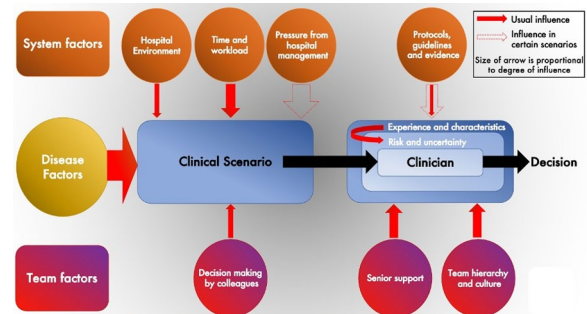 System factors
Hospital
Environment
Time and
workload
Pressure from
hospital
management
Protocols,
guidelines
and evidence
Usual influence
Influence in
certain scenarios
Size of arrow is proportional
to degree of influence
Disease
Factors
Clinical Scenario
Experience and characteristics
Risk and uncertainty
Clinician
Decision
Team factors
Decision making
by colleagues
Senior support
Team hierarchy
and culture